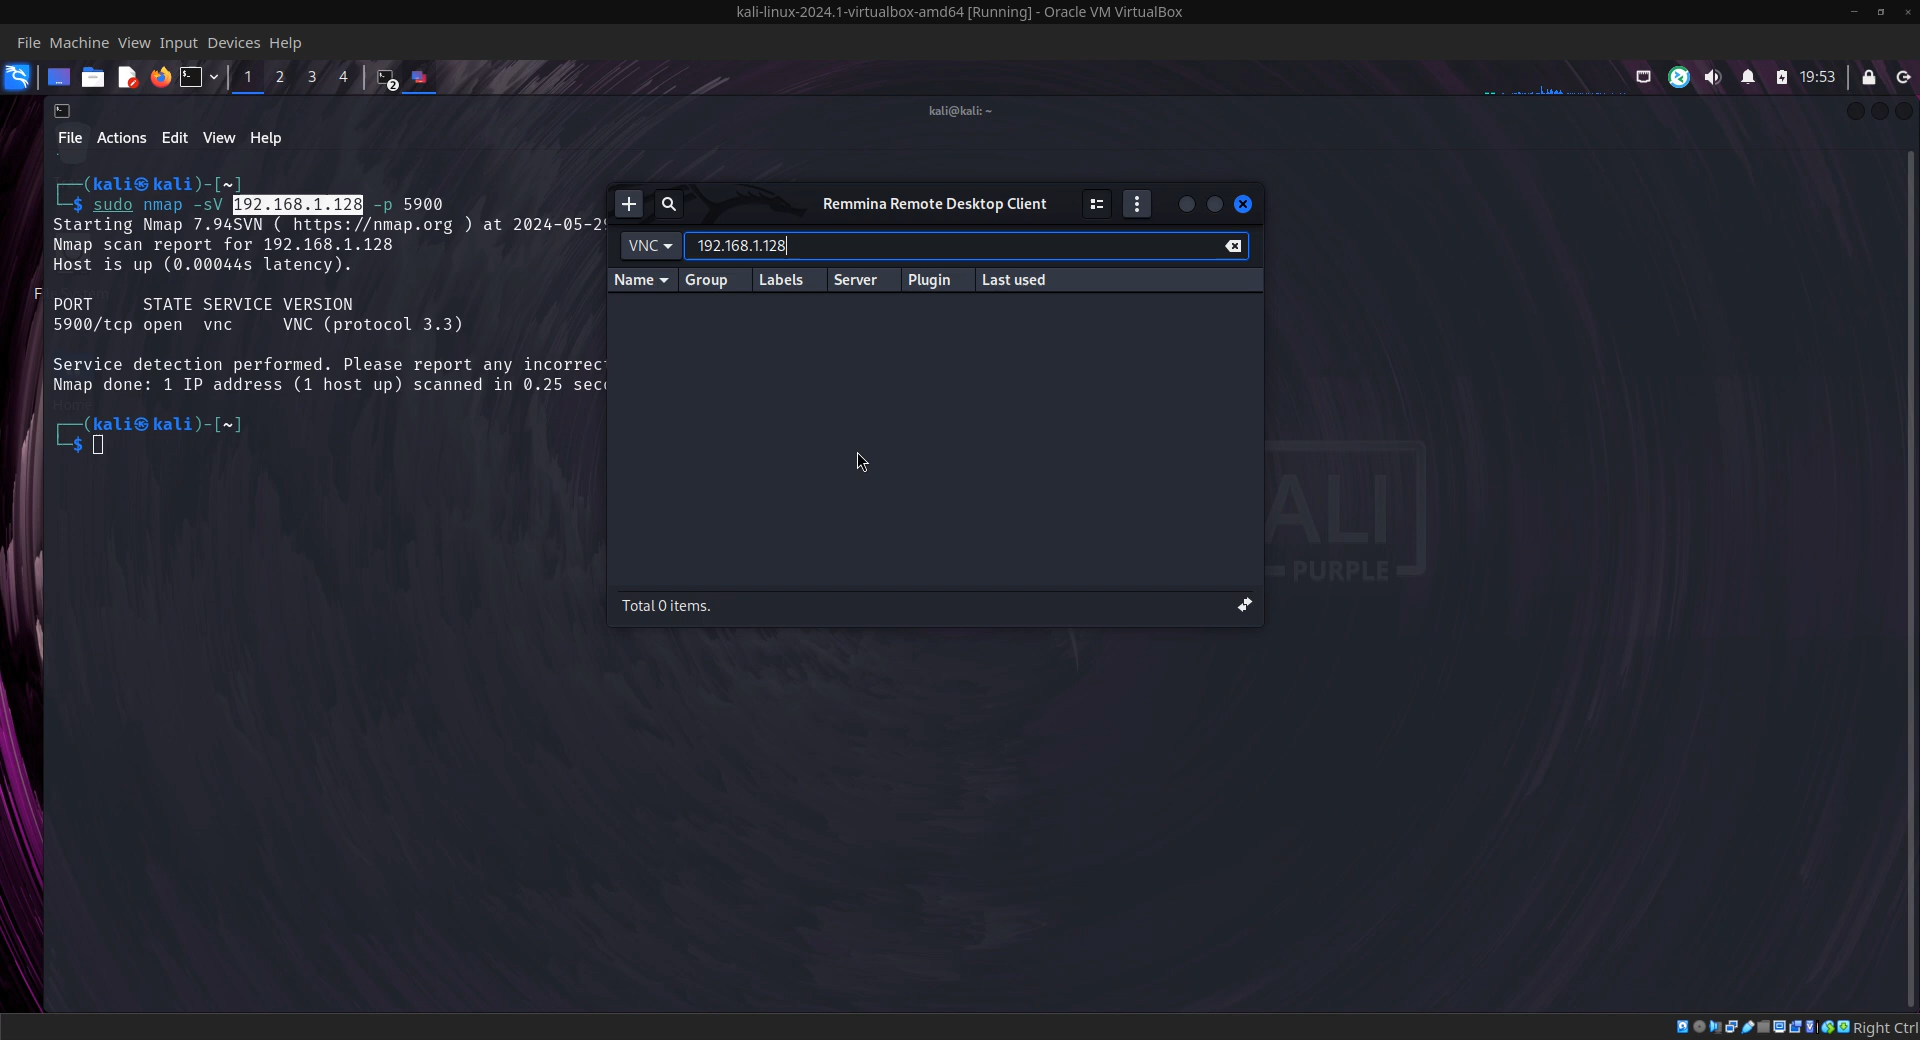 kali-linux-2024.1-virtualbox-amd64 [Running] - Oracle VM VirtualBox
File Machine View Input Devices Help
1 2 3 4 2 19:53
kali@kali: ~
File Actions Edit View Help
┌──(kali㉿kali)-[~]
└─$ sudo nmap -sV 192.168.1.128 -p 5900
Starting Nmap 7.94SVN ( https://nmap.org ) at 2024-05-29
Nmap scan report for 192.168.1.128
Host is up (0.00044s latency).
PORT STATE SERVICE VERSION
5900/tcp open vnc VNC (protocol 3.3)
Service detection performed. Please report any incorrect
Nmap done: 1 IP address (1 host up) scanned in 0.25 seco
Home
┌──(kali㉿kali)-[~]
└─$
Remmina Remote Desktop Client
VNC 192.168.1.128
Name Group Labels Server Plugin Last used
Total 0 items.
ALI
PURPLE
Right Ctrl